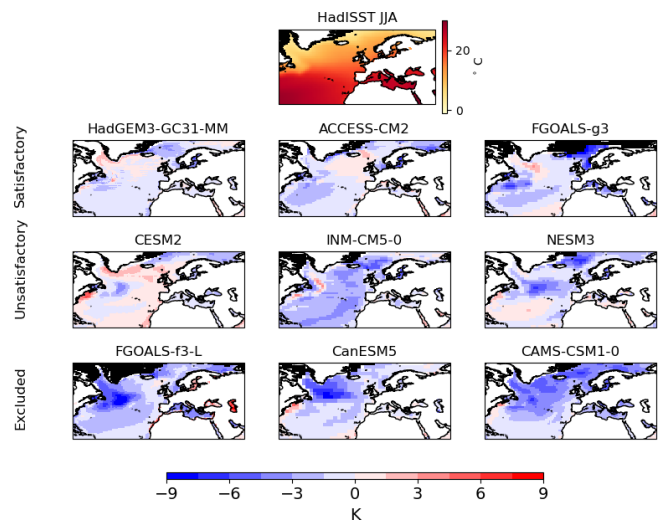 HadISST JJA
20
0
°C
Satisfactory
HadGEM3-GC31-MM
ACCESS-CM2
FGOALS-g3
Unsatisfactory
CESM2
INM-CM5-0
NESM3
Excluded
FGOALS-f3-L
CanESM5
CAMS-CSM1-0
−9 −6 −3 0 3 6 9
K